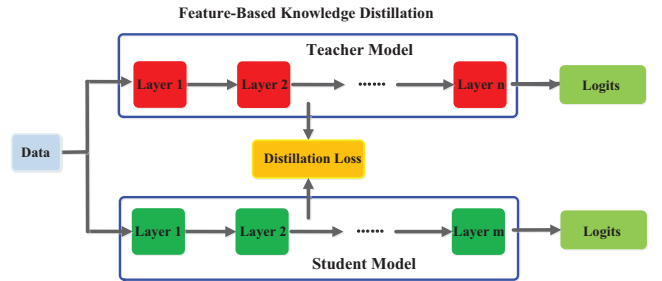 Feature-Based Knowledge Distillation
Teacher Model
Layer 1
Layer 2
......
Layer n
Logits
Data
Distillation Loss
Layer 1
Layer 2
......
Layer m
Logits
Student Model